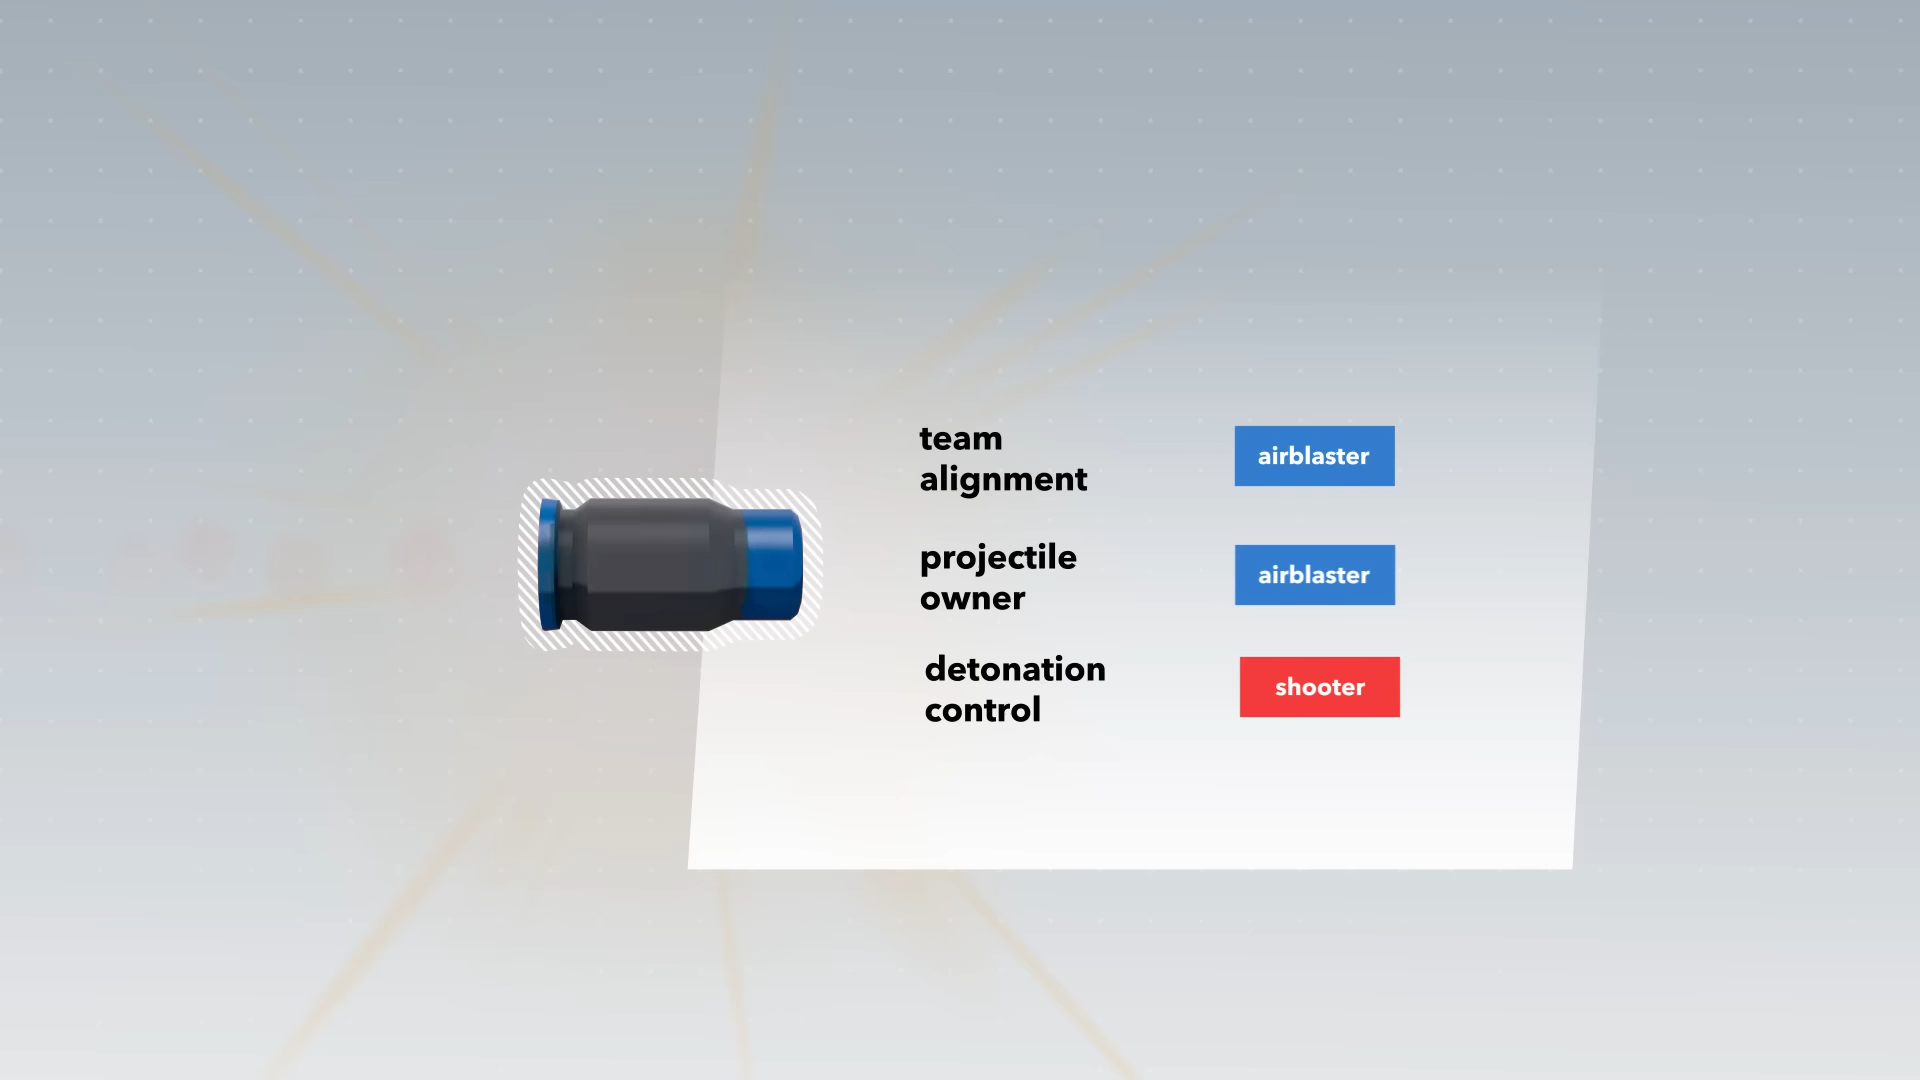 team
alignment
airblaster
projectile
owner
airblaster
detonation
control
shooter